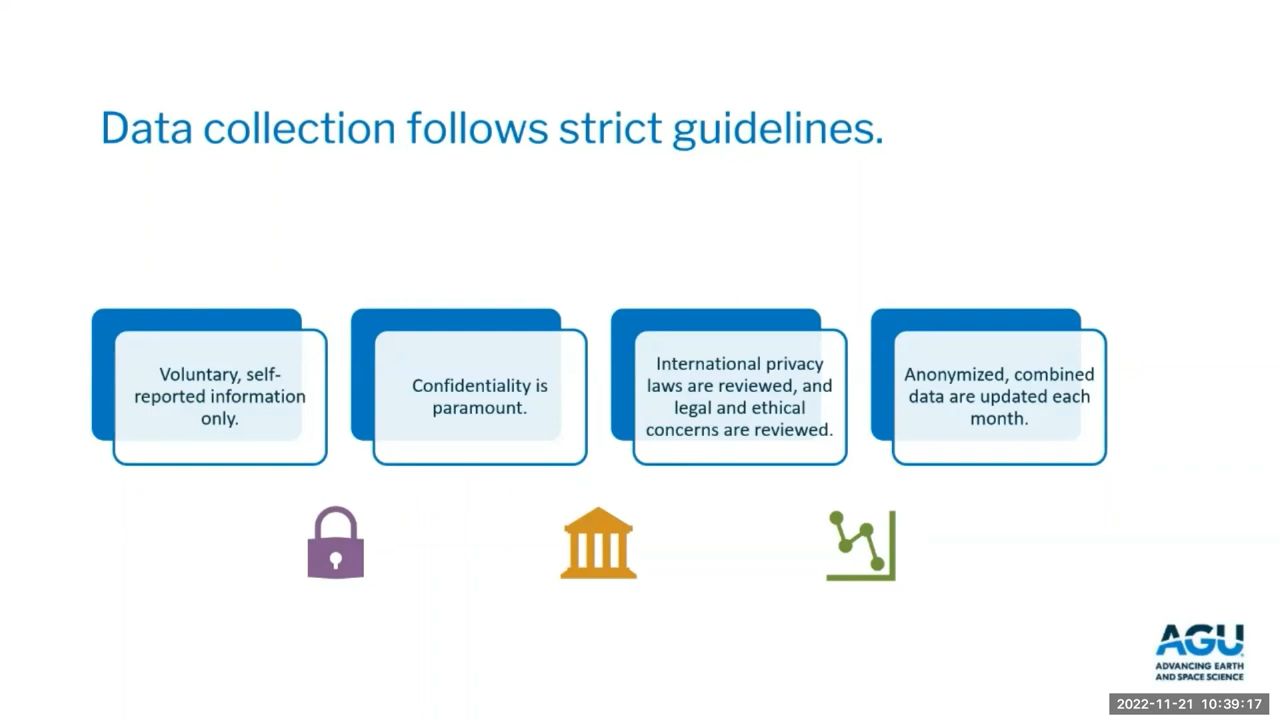 Data collection follows strict guidelines.
Voluntary, self-
reported information
only.
Confidentiality is
paramount.
International privacy
laws are reviewed, and
legal and ethical
concerns are reviewed.
Anonymized, combined
data are updated each
month.
AGU
ADVANCING EARTH
AND SPACE SCIENCE
2022-11-21 10:39:17